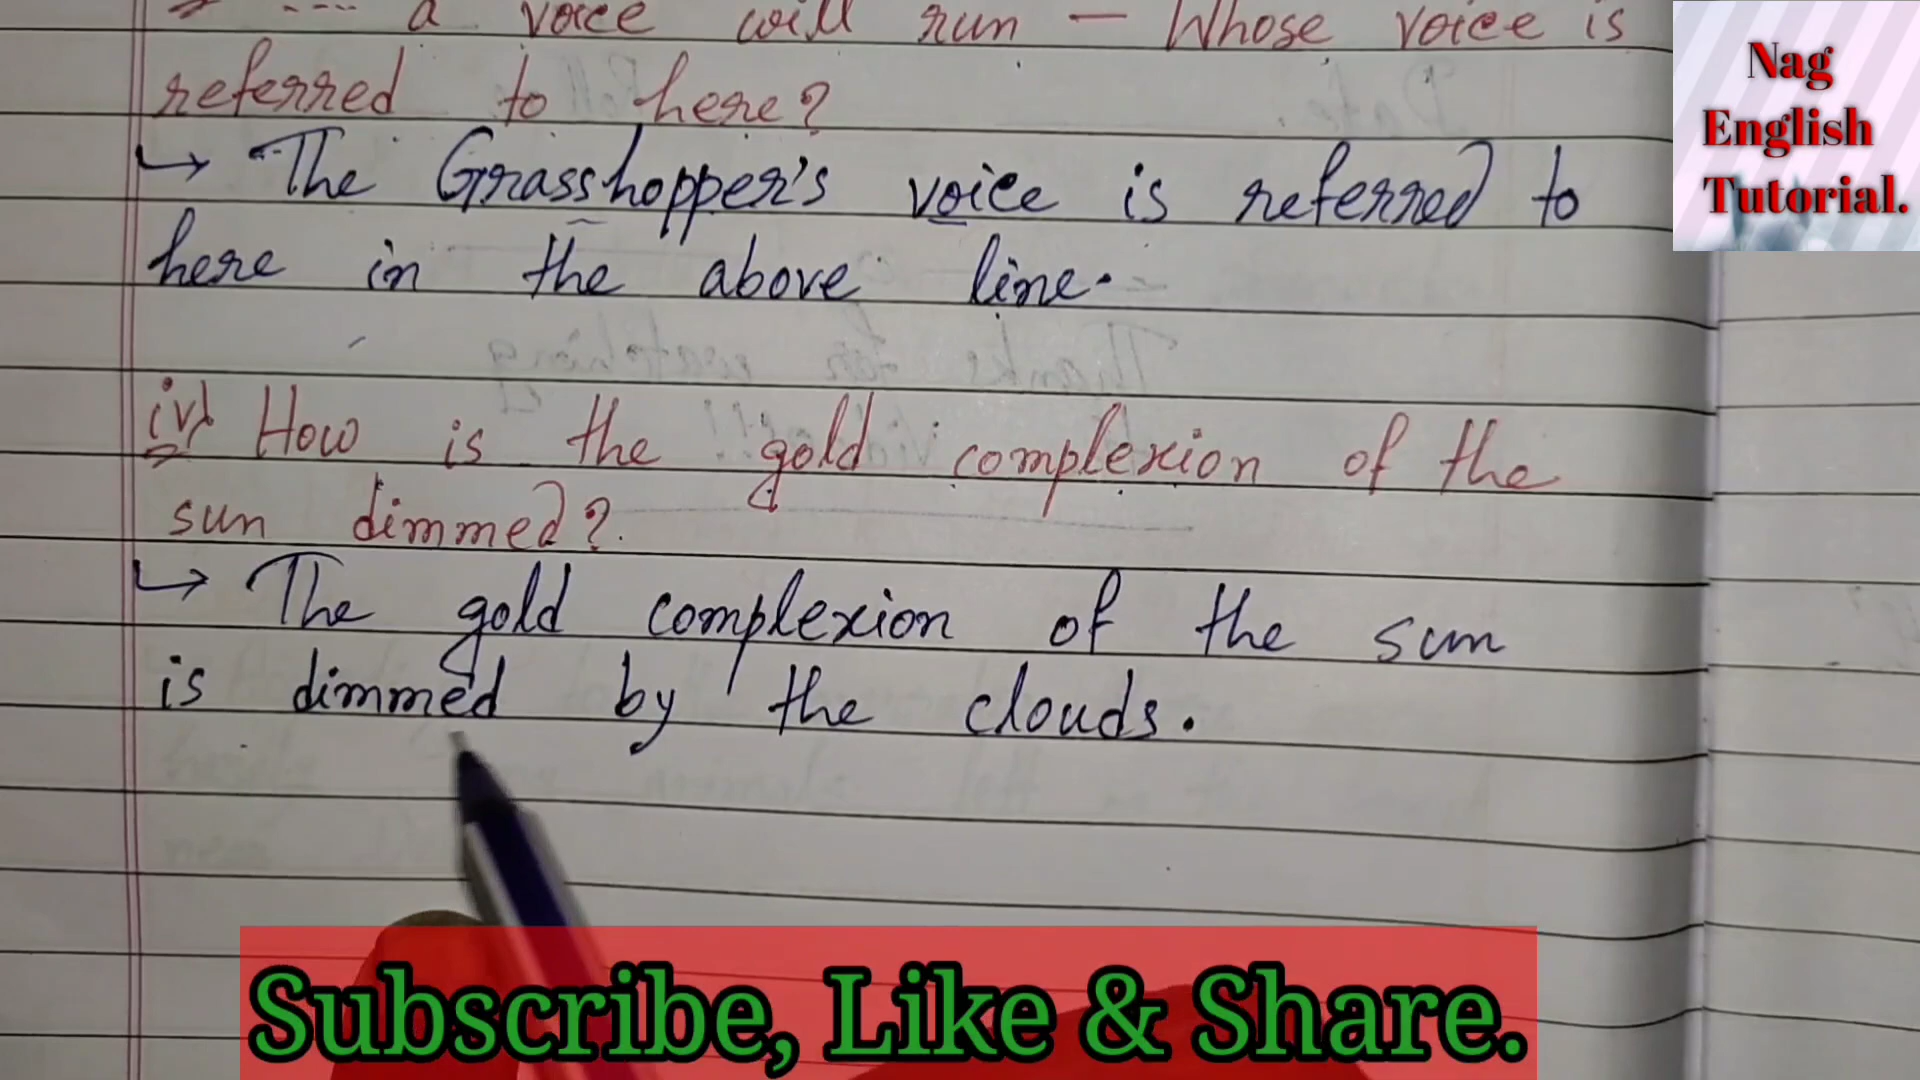 --- a voice will run — Whose voice is
referred to here?
↳ The Grasshopper's voice is referred to
here in the above line.
iv) How is the gold complexion of the
sun dimmed?
↳ The gold complexion of the sun
is dimmed by the clouds.
Nag
English
Tutorial.
Subscribe, Like & Share.